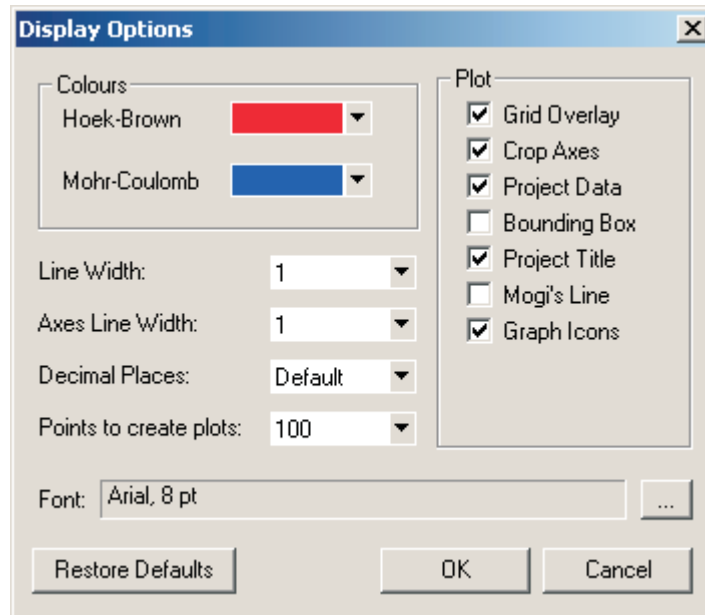 Display Options
Colours
Hoek-Brown
Mohr-Coulomb
Line Width:
1
Axes Line Width:
1
Decimal Places:
Default
Points to create plots:
100
Plot
Grid Overlay
Crop Axes
Project Data
Bounding Box
Project Title
Mogi's Line
Graph Icons
Font:
Arial, 8 pt
...
Restore Defaults
OK
Cancel